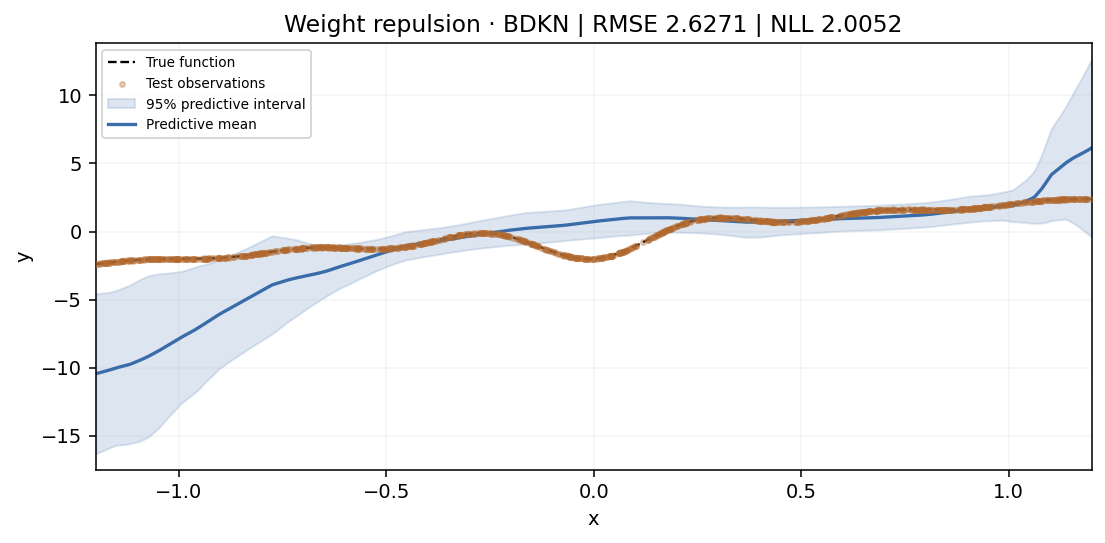 Weight repulsion · BDKN | RMSE 2.6271 | NLL 2.0052
True function
Test observations
95% predictive interval
Predictive mean
y
10
5
0
−5
−10
−15
−1.0
−0.5
0.0
0.5
1.0
x